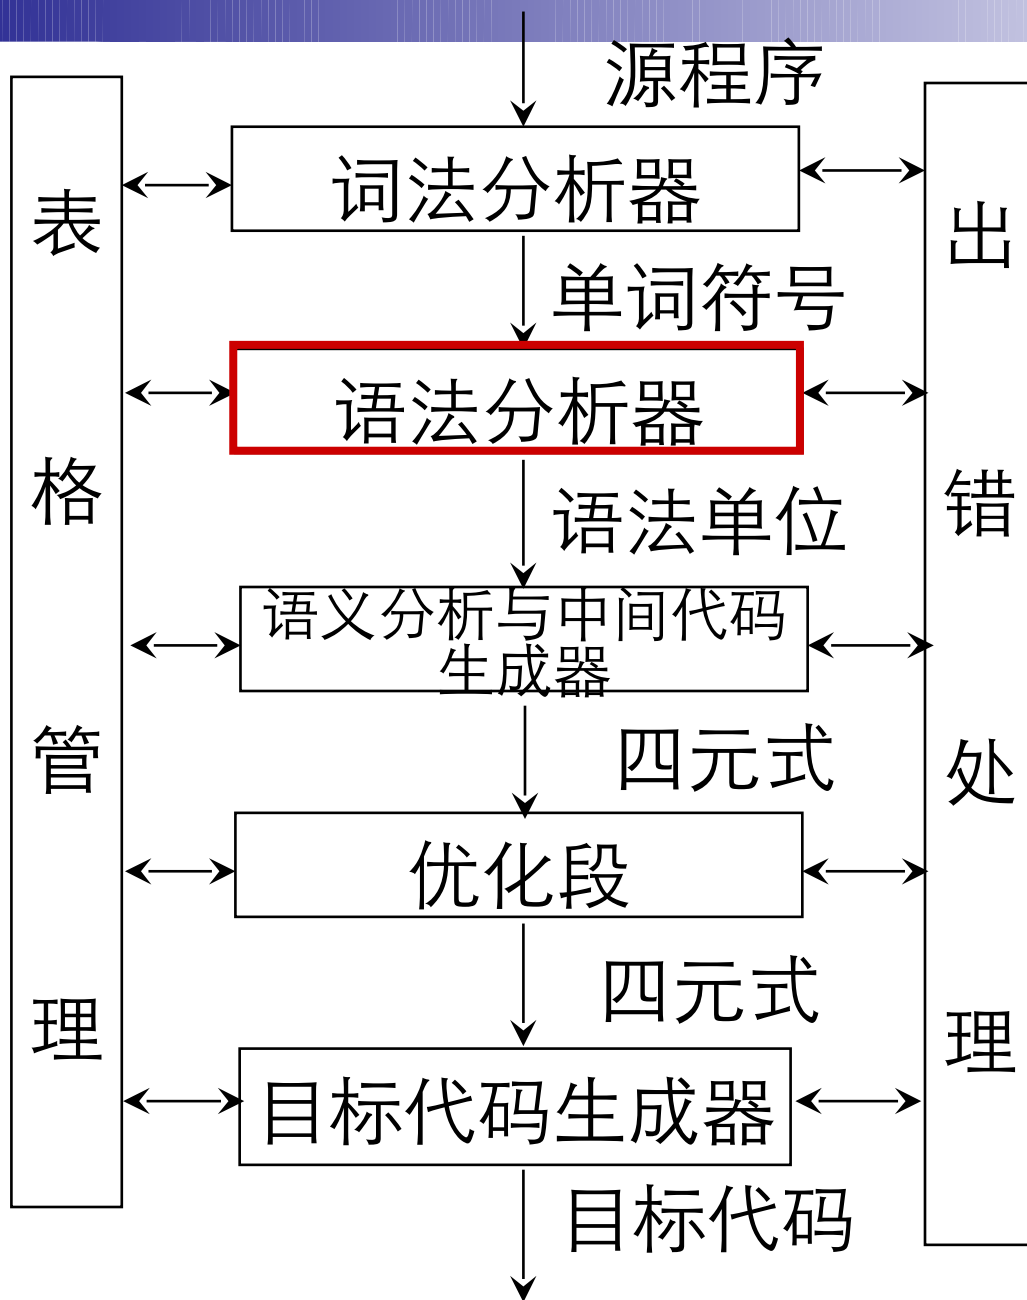 源程序
词法分析器
单词符号
语法分析器
语法单位
语义分析与中间代码
生成器
四元式
优化段
四元式
目标代码生成器
目标代码
表
格
管
理
出
错
处
理